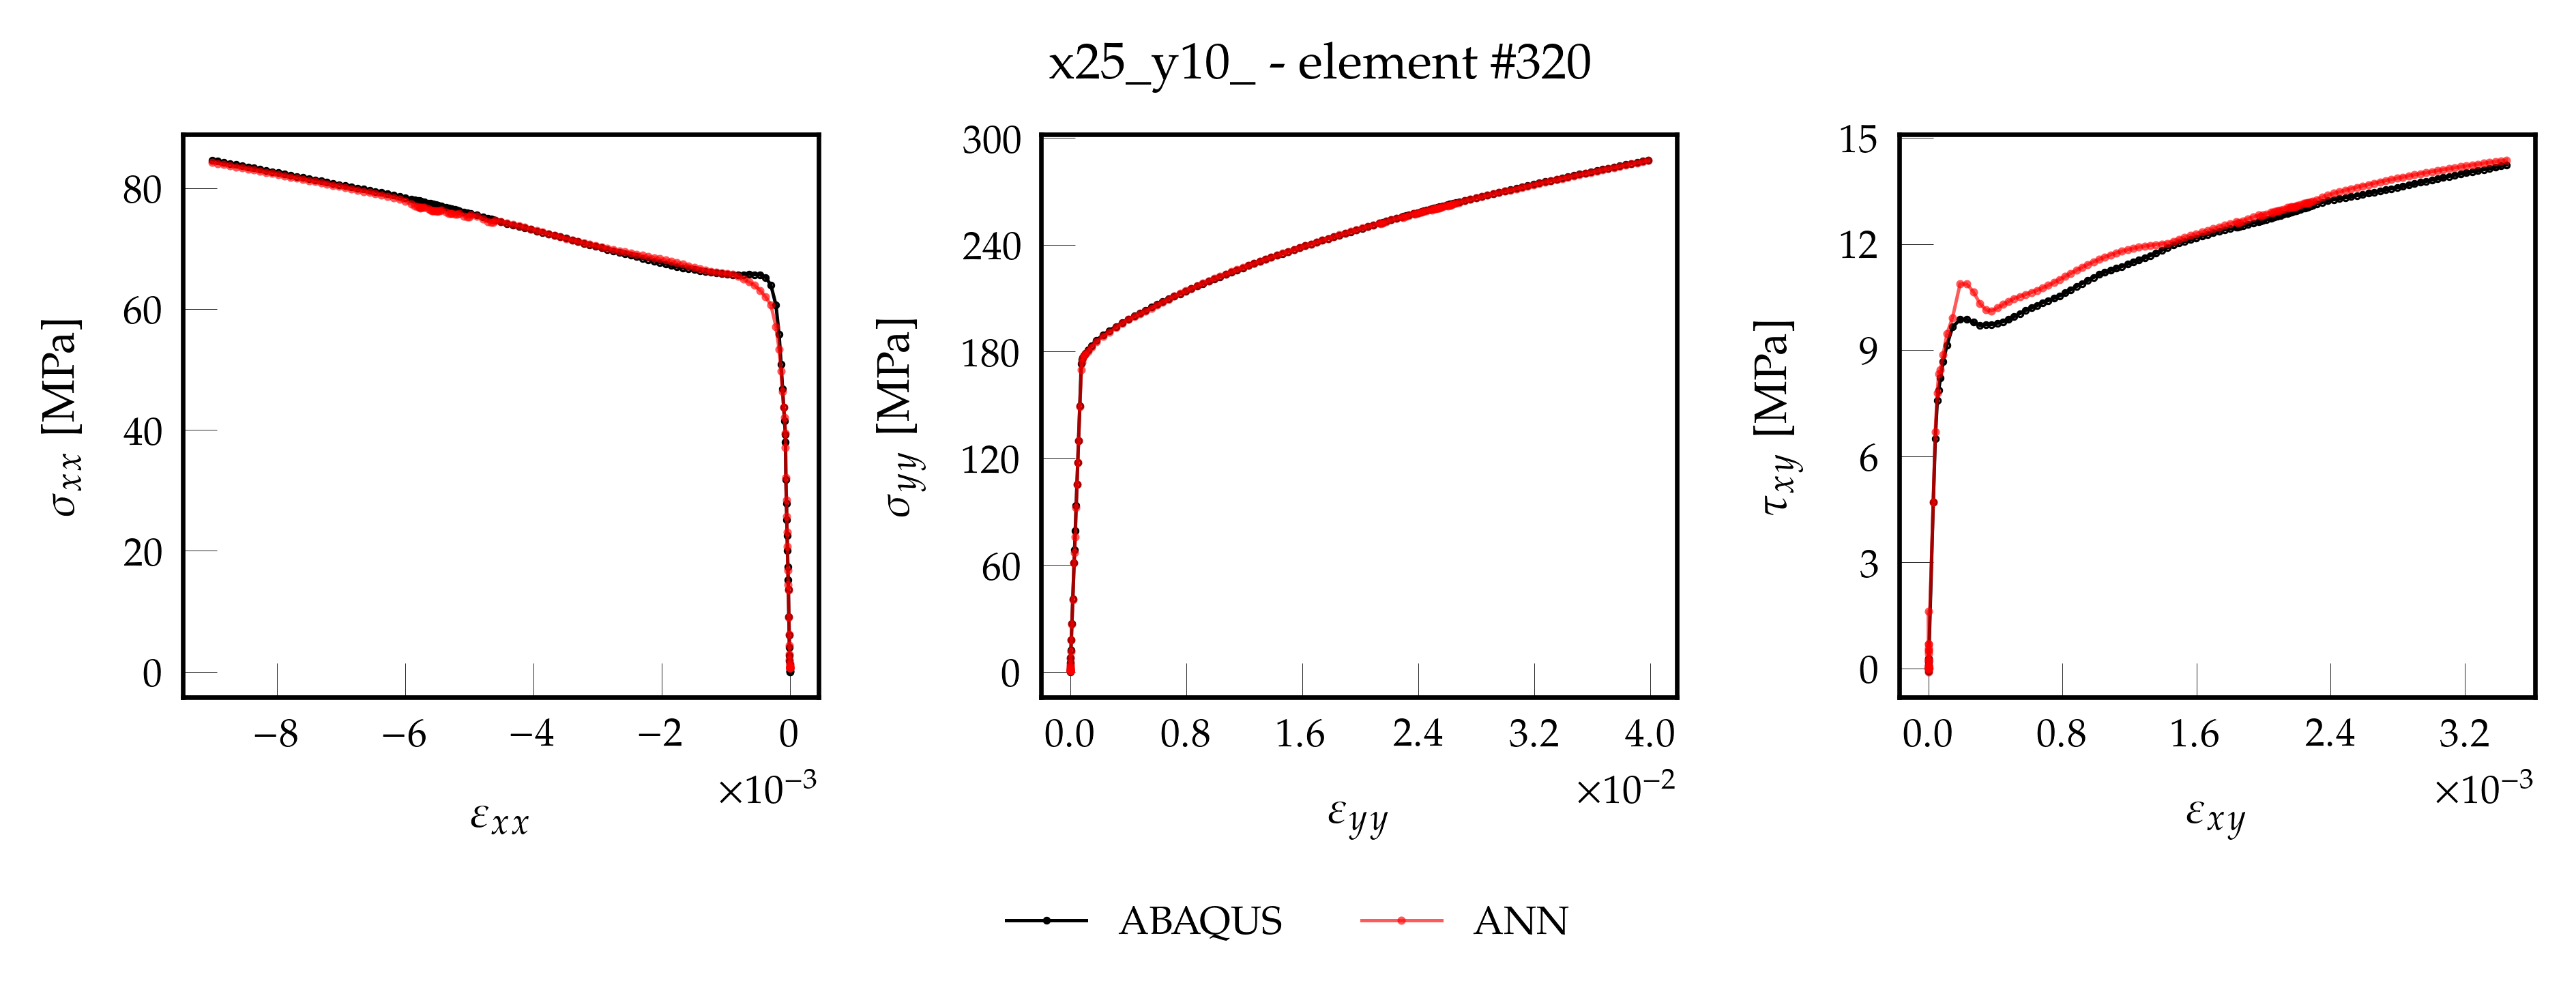 x25_y10_ - element #320
σxx [MPa]
80
60
40
20
0
−8 −6 −4 −2 0
×10⁻³
εxx
σyy [MPa]
300
240
180
120
60
0
0.0 0.8 1.6 2.4 3.2 4.0
×10⁻²
εyy
τxy [MPa]
15
12
9
6
3
0
0.0 0.8 1.6 2.4 3.2
×10⁻³
εxy
ABAQUS ANN